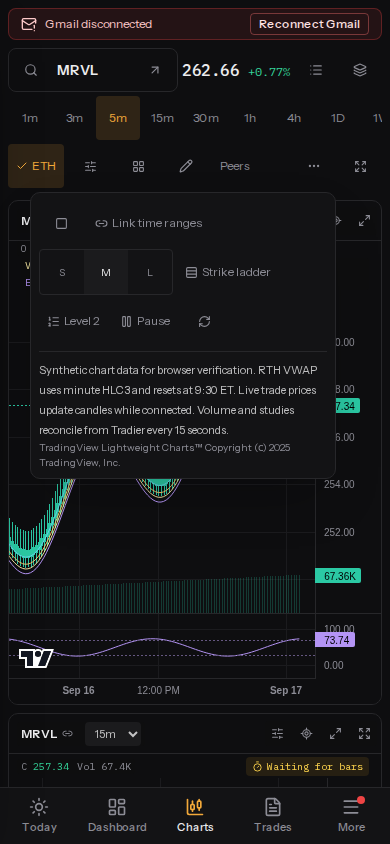 Gmail disconnected Reconnect Gmail
MRVL 262.66 +0.77%
1m 3m 5m 15m 30m 1h 4h 1D
ETH Peers
Link time ranges
S M L Strike ladder
Level 2 Pause
Synthetic chart data for browser verification. RTH VWAP
uses minute HLC3 and resets at 9:30 ET. Live trade prices
update candles while connected. Volume and studies
reconcile from Tradier every 15 seconds.
TradingView Lightweight Charts™ Copyright (c) 2025
TradingView, Inc.
254.00
252.00
67.36K
100.00
73.74
0.00
Sep 16 12:00 PM Sep 17
MRVL 15m
C 257.34 Vol 67.4K Waiting for bars
Today Dashboard Charts Trades More